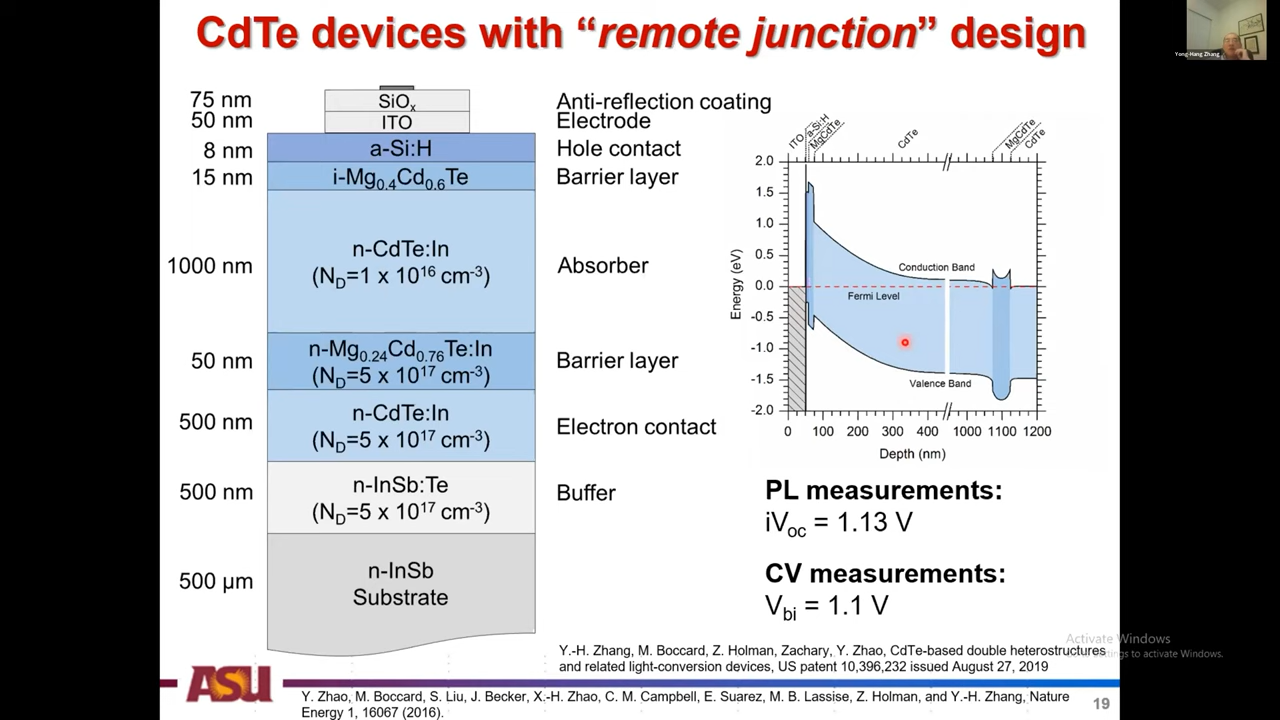 CdTe devices with “remote junction” design
Yong-Hang Zhang
75 nm
SiOx
Anti-reflection coating
50 nm
ITO
Electrode
8 nm
a-Si:H
Hole contact
15 nm
i-Mg0.4Cd0.6Te
Barrier layer
1000 nm
n-CdTe:In
(ND=1 x 10^16 cm^-3)
Absorber
50 nm
n-Mg0.24Cd0.76Te:In
(ND=5 x 10^17 cm^-3)
Barrier layer
500 nm
n-CdTe:In
(ND=5 x 10^17 cm^-3)
Electron contact
500 nm
n-InSb:Te
(ND=5 x 10^17 cm^-3)
Buffer
500 µm
n-InSb
Substrate
ITO
a-Si:H
MgCdTe
CdTe
MgCdTe
CdTe
2.0
1.5
1.0
0.5
0.0
-0.5
-1.0
-1.5
-2.0
Energy (eV)
Conduction Band
Fermi Level
Valence Band
0 100 200 300 400 1000 1100 1200
Depth (nm)
PL measurements:
iVoc = 1.13 V
CV measurements:
Vbi = 1.1 V
Activate Windows
Settings to activate Windows.
Y.-H. Zhang, M. Boccard, Z. Holman, Zachary, Y. Zhao, CdTe-based double heterostructures
and related light-conversion devices, US patent 10,396,232 issued August 27, 2019
ASU
Y. Zhao, M. Boccard, S. Liu, J. Becker, X.-H. Zhao, C. M. Campbell, E. Suarez, M. B. Lassise, Z. Holman, and Y.-H. Zhang, Nature
Energy 1, 16067 (2016).
19